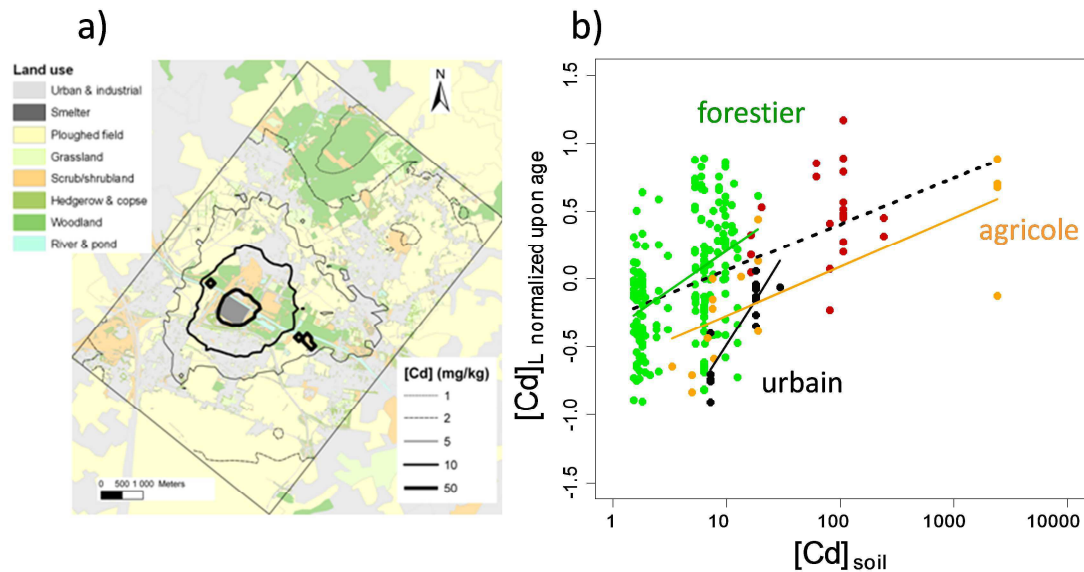 a)
Land use
Urban & industrial
Smelter
Ploughed field
Grassland
Scrub/shrubland
Hedgerow & copse
Woodland
River & pond
N
[Cd] (mg/kg)
1
2
5
10
50
0 500 1 000 Meters
b)
[Cd]L normalized upon age
1.5
1.0
0.5
0.0
-0.5
-1.0
-1.5
forestier
agricole
urbain
1 10 100 1000 10000
[Cd]soil